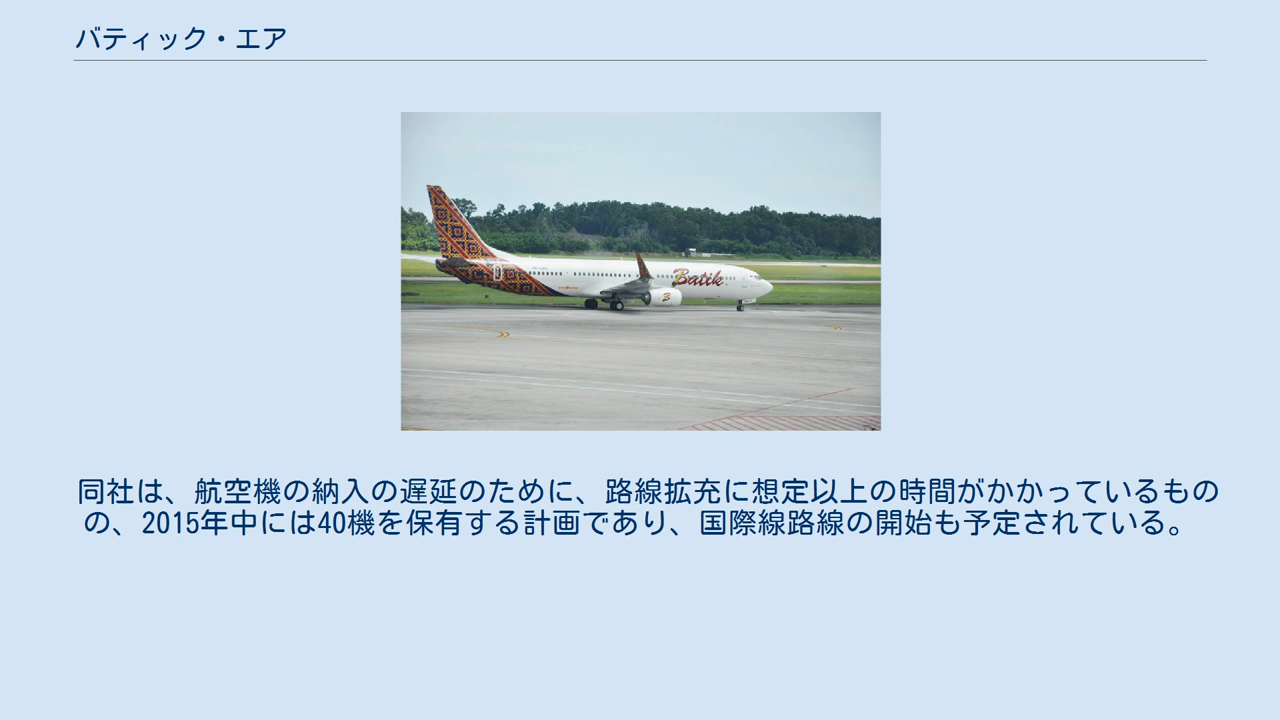 バティック・エア
Batik
同社は、航空機の納入の遅延のために、路線拡充に想定以上の時間がかかっているもの
の、2015年中には40機を保有する計画であり、国際線路線の開始も予定されている。